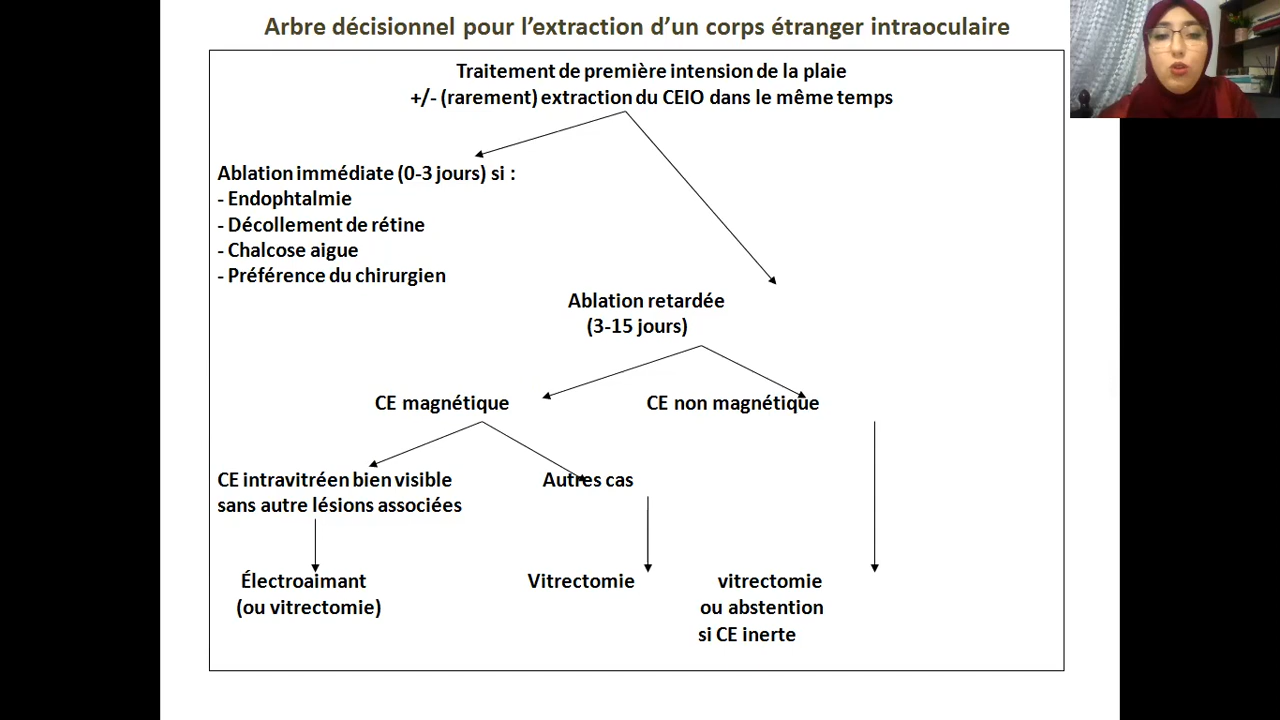 Arbre décisionnel pour l’extraction d’un corps étranger intraoculaire
Traitement de première intension de la plaie
+/- (rarement) extraction du CEIO dans le même temps
Ablation immédiate (0-3 jours) si :
- Endophtalmie
- Décollement de rétine
- Chalcose aigue
- Préférence du chirurgien
Ablation retardée
(3-15 jours)
CE magnétique
CE non magnétique
CE intravitréen bien visible
sans autre lésions associées
Autres cas
Électroaimant
(ou vitrectomie)
Vitrectomie
vitrectomie
ou abstention
si CE inerte